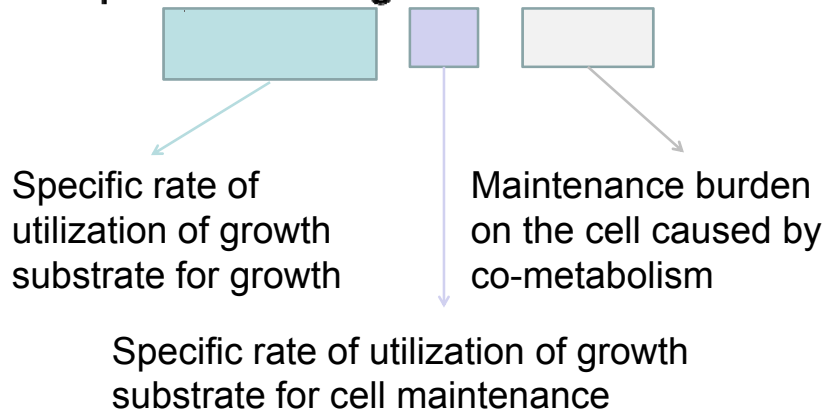 Specific rate of
utilization of growth
substrate for growth
Maintenance burden
on the cell caused by
co-metabolism
Specific rate of utilization of growth
substrate for cell maintenance